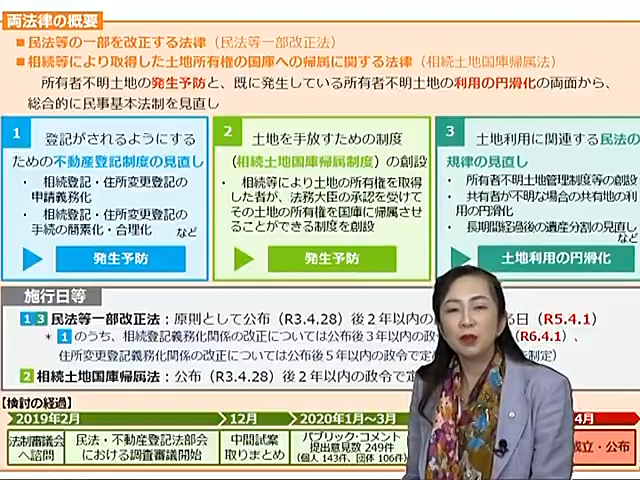 両法律の概要
■ 民法等の一部を改正する法律（民法等一部改正法）
■ 相続等により取得した土地所有権の国庫への帰属に関する法律（相続土地国庫帰属法）
所有者不明土地の発生予防と、既に発生している所有者不明土地の利用の円滑化の両面から、
総合的に民事基本法制を見直し
1 登記がされるようにする
ための不動産登記制度の見直し
・ 相続登記・住所変更登記の
申請義務化
・ 相続登記・住所変更登記の
手続の簡素化・合理化 など
発生予防
2 土地を手放すための制度
（相続土地国庫帰属制度）の創設
・ 相続等により土地の所有権を取得
した者が、法務大臣の承認を受けて
その土地の所有権を国庫に帰属させ
ることができる制度を創設
発生予防
3 土地利用に関連する民法の
規律の見直し
・ 所有者不明土地管理制度等の創設
・ 共有者が不明な場合の共有地の利
用の円滑化
・ 長期間経過後の遺産分割の見直し
など
土地利用の円滑化
施行日等
1 3 民法等一部改正法：原則として公布（R3.4.28）後２年以内の る日（R5.4.1）
＊ 1 のうち、相続登記義務化関係の改正については公布後３年以内の政 （R6.4.1）、
住所変更登記義務化関係の改正については公布後５年以内の政令で定 制定）
2 相続土地国庫帰属法：公布（R3.4.28）後２年以内の政令で定
【検討の経過】
2019年2月 12月 2020年1月～3月 4月
法制審議会
へ諮問
民法・不動産登記法部会
における調査審議開始
中間試案
取りまとめ
パブリック・コメント
提出意見数 249件
（個人 143件、団体 106件）
成立・公布